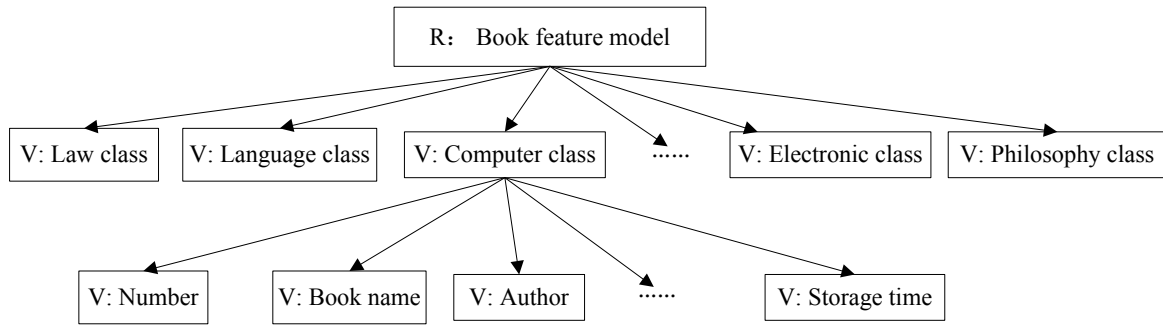 R： Book feature model
V: Law class
V: Language class
V: Computer class
……
V: Electronic class
V: Philosophy class
V: Number
V: Book name
V: Author
……
V: Storage time